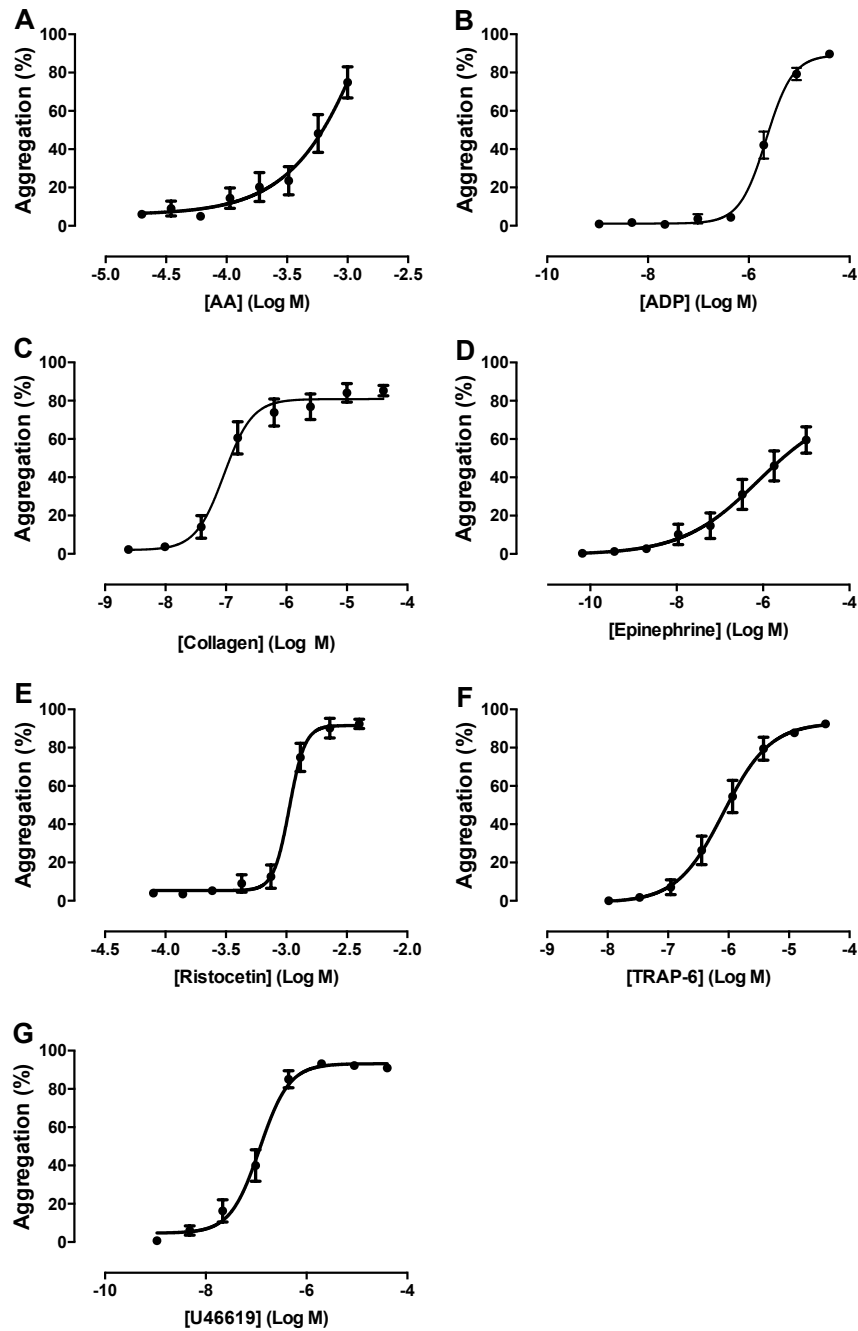 A
Aggregation (%)
100
80
60
40
20
0
-5.0 -4.5 -4.0 -3.5 -3.0 -2.5
[AA] (Log M)
B
Aggregation (%)
100
80
60
40
20
0
-10 -8 -6 -4
[ADP] (Log M)
C
Aggregation (%)
100
80
60
40
20
0
-9 -8 -7 -6 -5 -4
[Collagen] (Log M)
D
Aggregation (%)
100
80
60
40
20
0
-10 -8 -6 -4
[Epinephrine] (Log M)
E
Aggregation (%)
100
80
60
40
20
0
-4.5 -4.0 -3.5 -3.0 -2.5 -2.0
[Ristocetin] (Log M)
F
Aggregation (%)
100
80
60
40
20
0
-9 -8 -7 -6 -5 -4
[TRAP-6] (Log M)
G
Aggregation (%)
100
80
60
40
20
0
-10 -8 -6 -4
[U46619] (Log M)